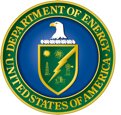 DEPARTMENT OF ENERGY
UNITED STATES OF AMERICA